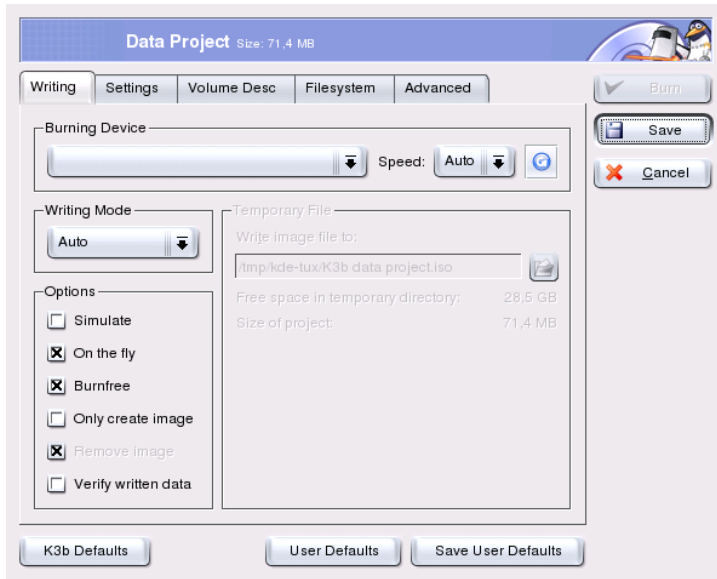 Data Project Size: 71,4 MB
Writing Settings Volume Desc Filesystem Advanced
Burn
Save
Cancel
Burning Device
Speed: Auto
Writing Mode
Auto
Temporary File
Write image file to:
/tmp/kde-tux/K3b data project.iso
Free space in temporary directory: 28,5 GB
Size of project: 71,4 MB
Options
Simulate
On the fly
Burnfree
Only create image
Remove image
Verify written data
K3b Defaults User Defaults Save User Defaults